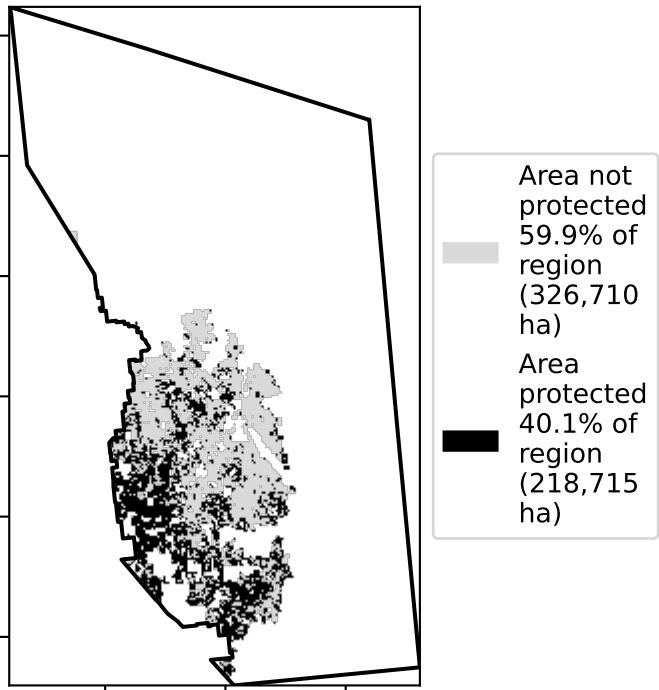 Area not
protected
59.9% of
region
(326,710
ha)
Area
protected
40.1% of
region
(218,715
ha)